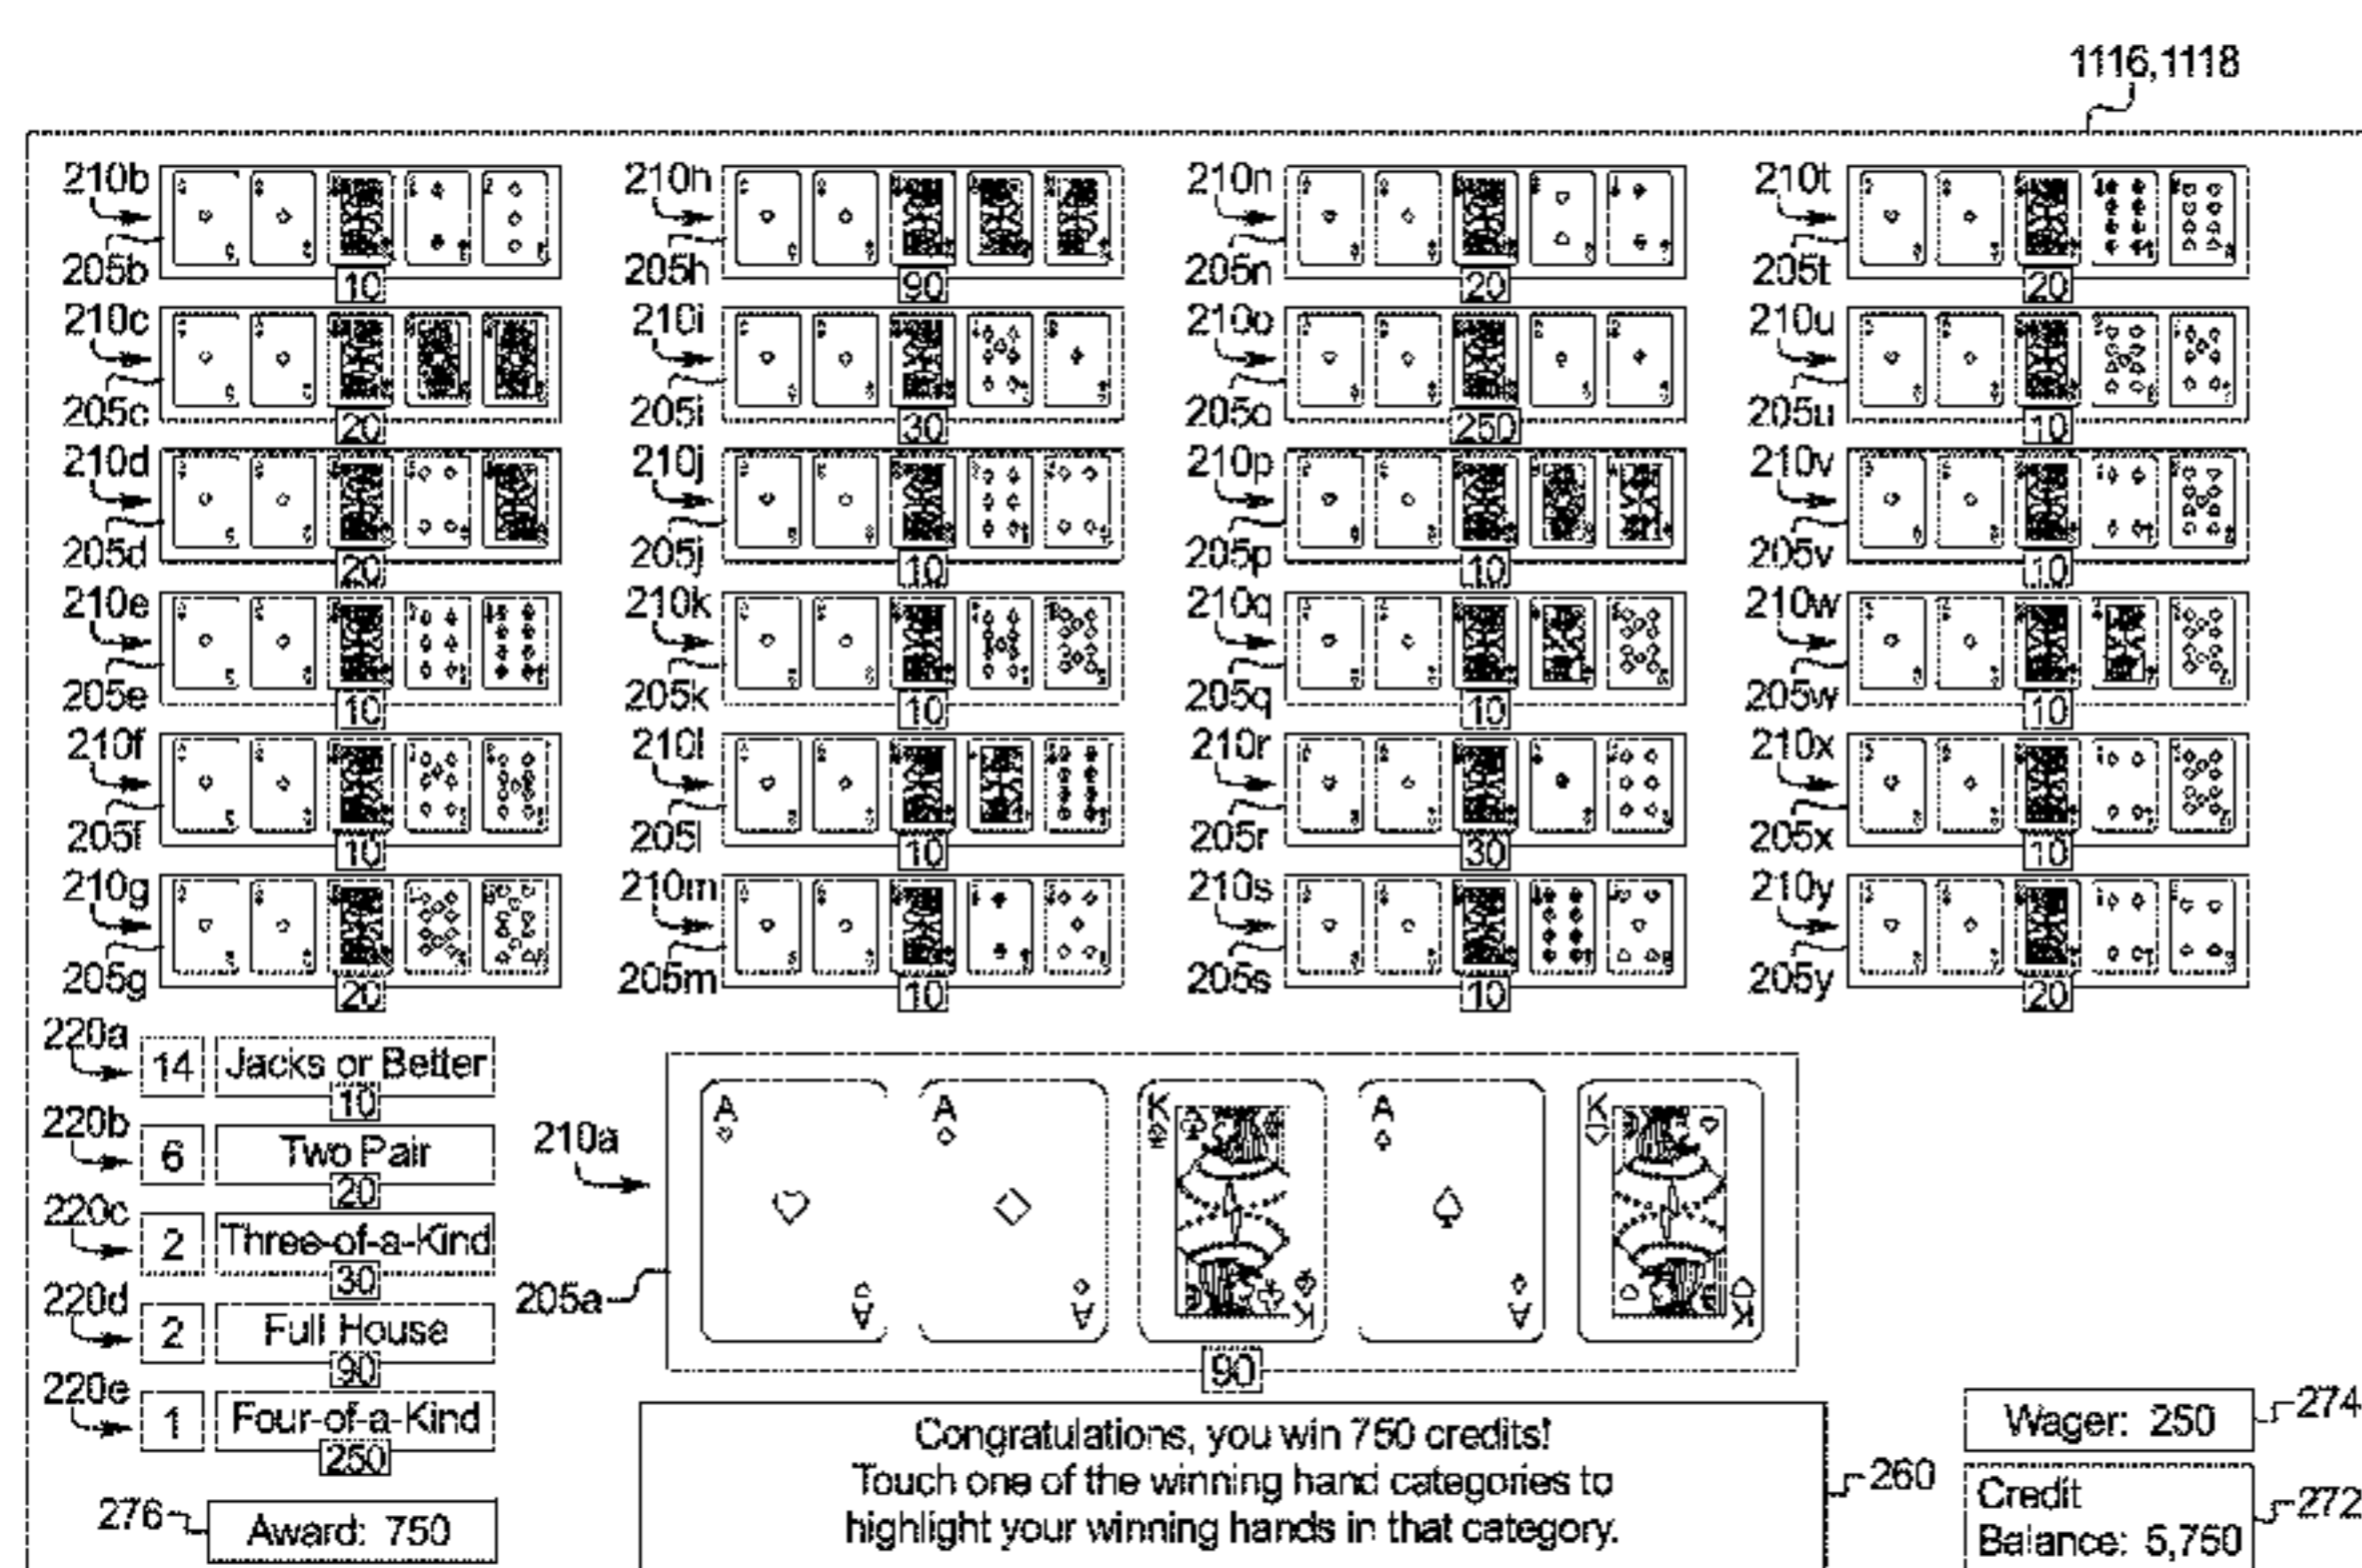 1116,1118
210b 210h 210n 210t
205b 10 205h 90 205n 20 205t 20
210c 210i 210o 210u
205c 20 205i 30 205o 250 205u 10
210d 210j 210p 210v
205d 20 205j 10 205p 10 205v 10
210e 210k 210q 210w
205e 10 205k 10 205q 10 205w 10
210f 210l 210r 210x
205f 10 205l 10 205r 30 205x 10
210g 210m 210s 210y
205g 20 205m 10 205s 10 205y 20
220a 14 Jacks or Better
10
220b 6 Two Pair
20
220c 2 Three-of-a-Kind
30
220d 2 Full House
90
220e 1 Four-of-a-Kind
250
276 Award: 750
210a
205a
A A K A K
A A K A K
90
Congratulations, you win 750 credits!
Touch one of the winning hand categories to
highlight your winning hands in that category.
260
Wager: 250 274
Credit
Balance: 5,750 272